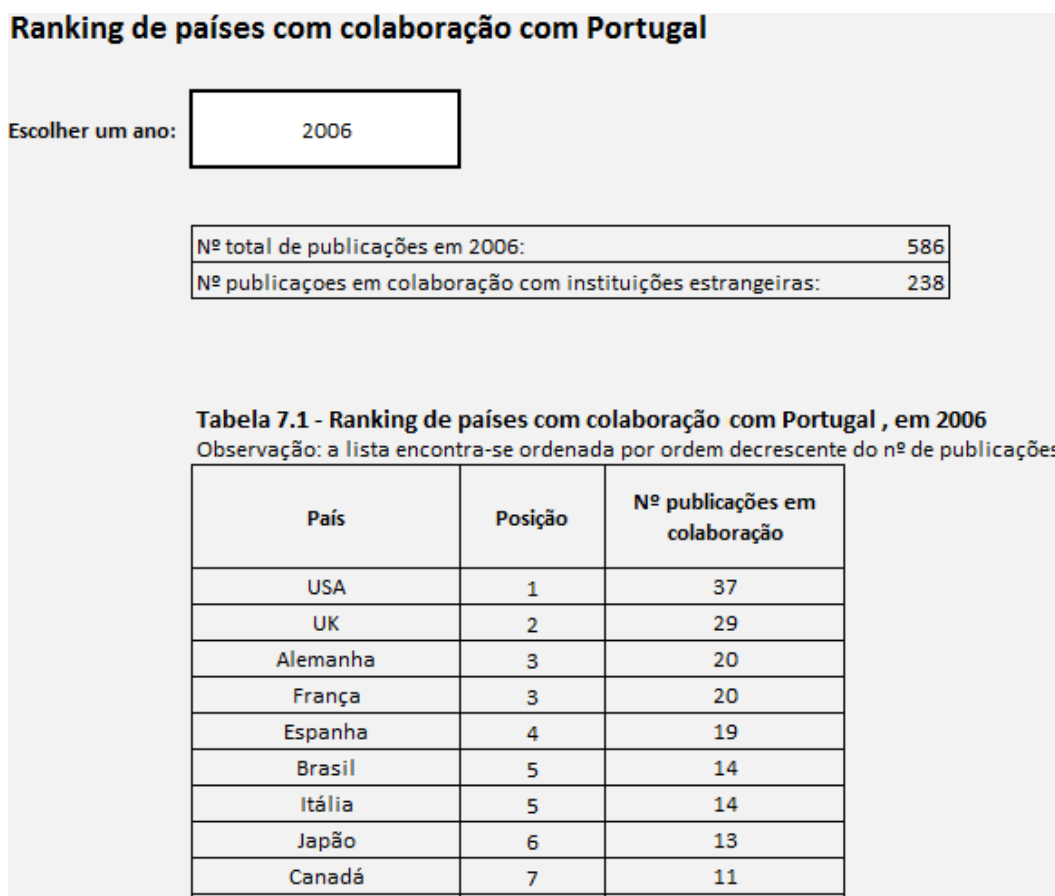 Ranking de países com colaboração com Portugal
Escolher um ano: 2006
Nº total de publicações em 2006: 586
Nº publicaçoes em colaboração com instituições estrangeiras: 238
Tabela 7.1 - Ranking de países com colaboração com Portugal , em 2006
Observação: a lista encontra-se ordenada por ordem decrescente do nº de publicações
País Posição Nº publicações em colaboração
USA 1 37
UK 2 29
Alemanha 3 20
França 3 20
Espanha 4 19
Brasil 5 14
Itália 5 14
Japão 6 13
Canadá 7 11